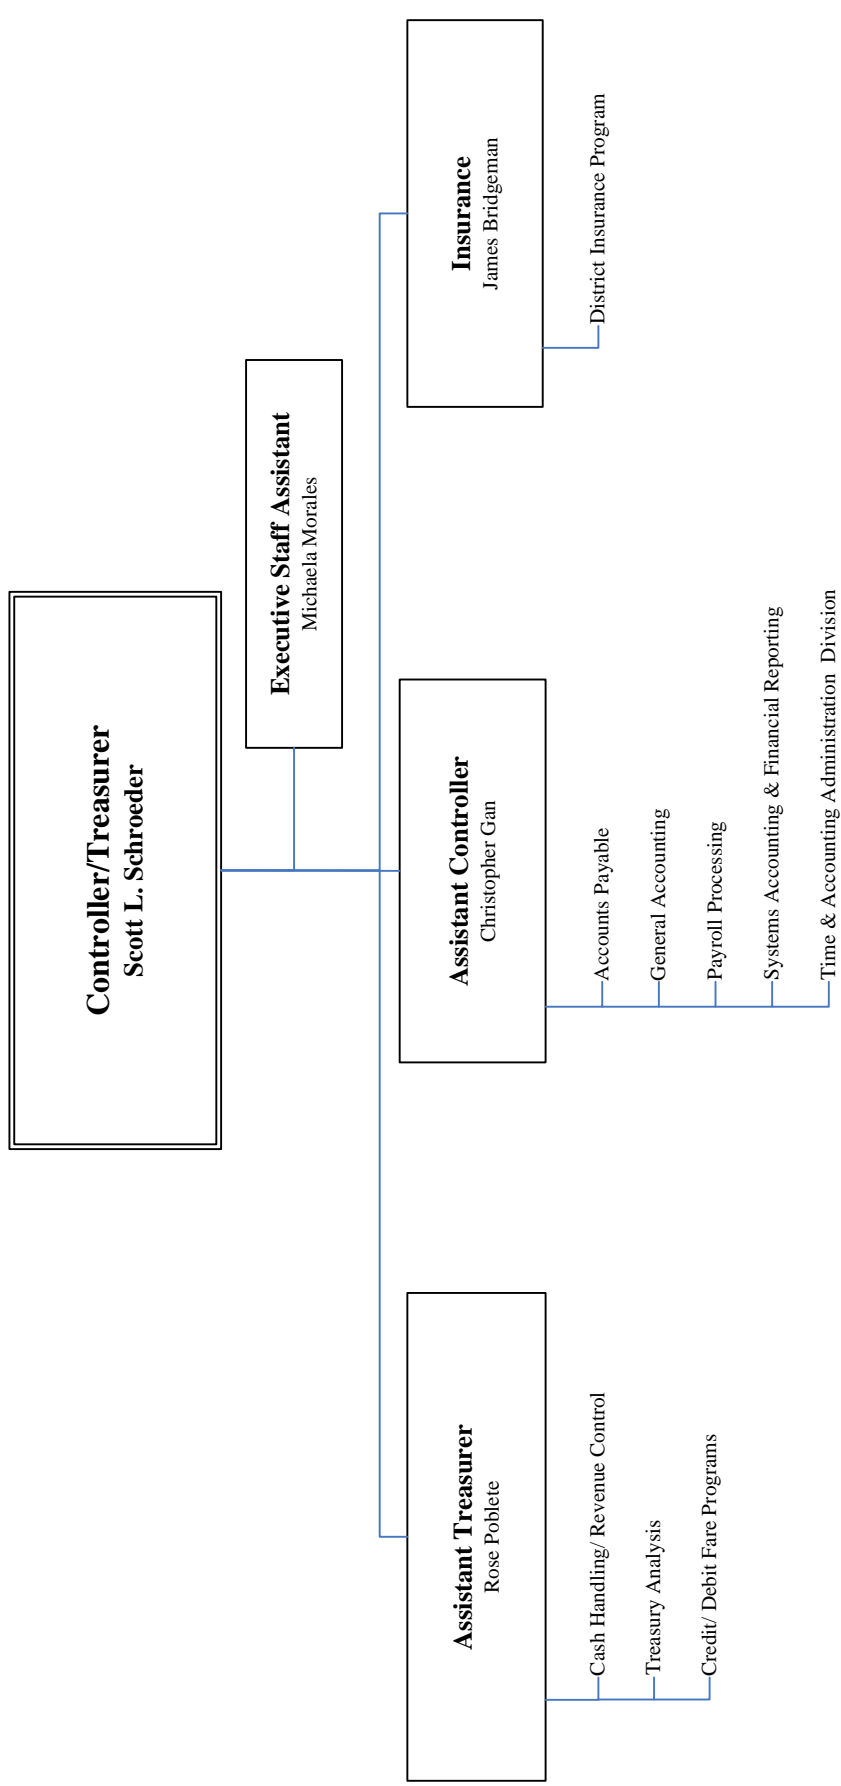 Controller/Treasurer
Scott L. Schroeder
Executive Staff Assistant
Michaela Morales
Assistant Treasurer
Rose Poblete
Cash Handling/ Revenue Control
Treasury Analysis
Credit/ Debit Fare Programs
Assistant Controller
Christopher Gan
Accounts Payable
General Accounting
Payroll Processing
Systems Accounting & Financial Reporting
Time & Accounting Administration Division
Insurance
James Bridgeman
District Insurance Program